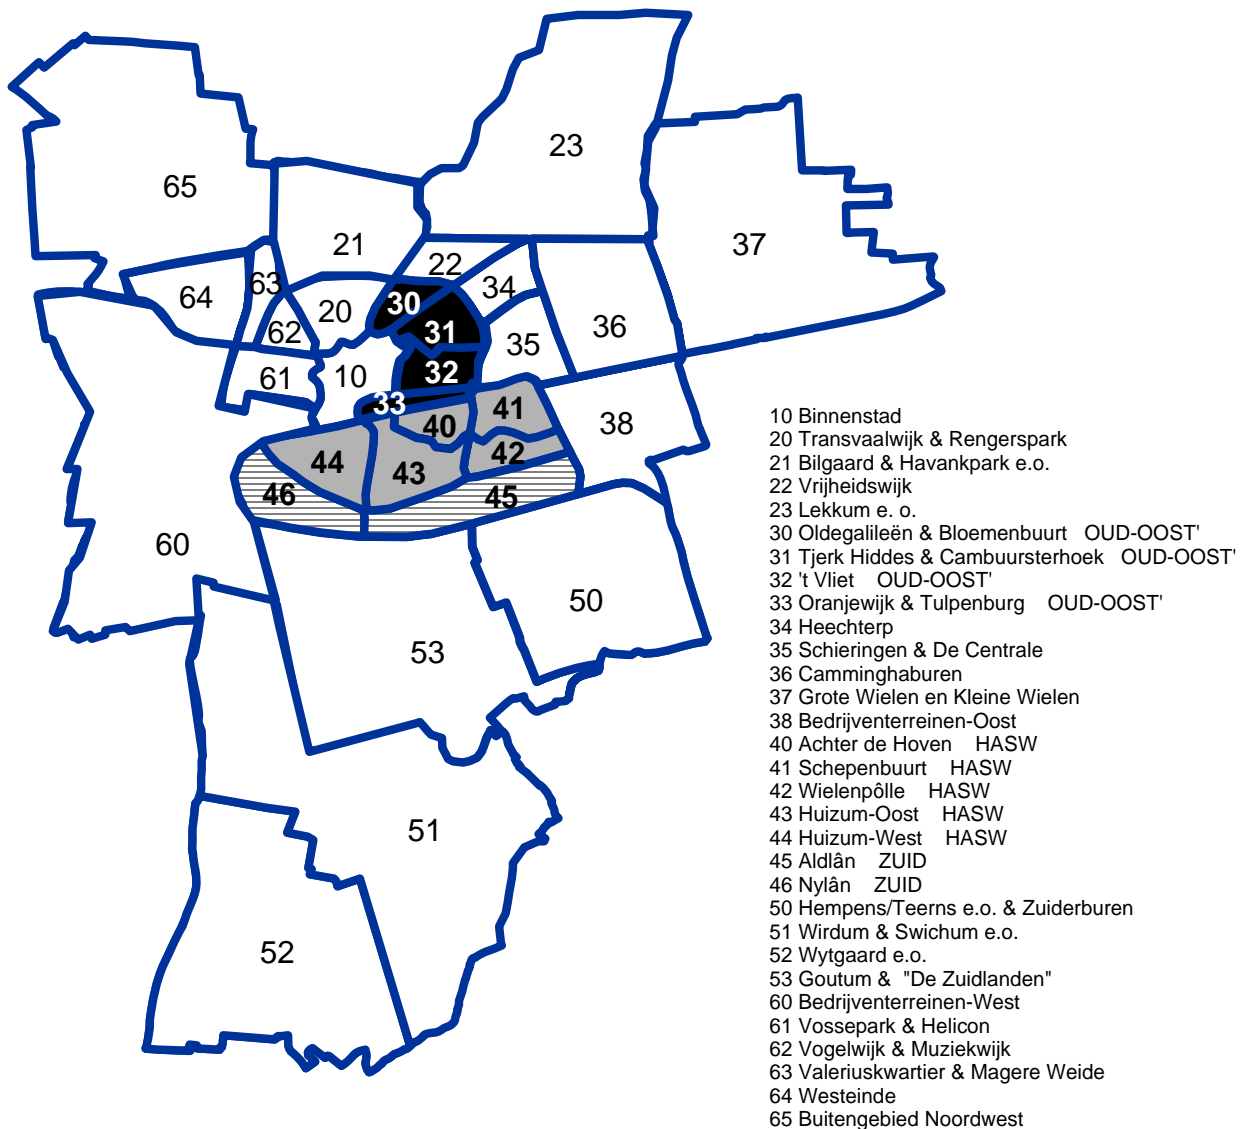 23
65
37
21
22
63
34
64
30
20
31
36
62
35
32
61
10
33
41
40
38
42
44
43
46
45
60
50
53
51
52
10 Binnenstad
20 Transvaalwijk & Rengerspark
21 Bilgaard & Havankpark e.o.
22 Vrijheidswijk
23 Lekkum e. o.
30 Oldegalileën & Bloemenbuurt OUD-OOST'
31 Tjerk Hiddes & Cambuursterhoek OUD-OOST'
32 't Vliet OUD-OOST'
33 Oranjewijk & Tulpenburg OUD-OOST'
34 Heechterp
35 Schieringen & De Centrale
36 Camminghaburen
37 Grote Wielen en Kleine Wielen
38 Bedrijventerreinen-Oost
40 Achter de Hoven HASW
41 Schepenbuurt HASW
42 Wielenpôlle HASW
43 Huizum-Oost HASW
44 Huizum-West HASW
45 Aldlân ZUID
46 Nylân ZUID
50 Hempens/Teerns e.o. & Zuiderburen
51 Wirdum & Swichum e.o.
52 Wytgaard e.o.
53 Goutum & "De Zuidlanden"
60 Bedrijventerreinen-West
61 Vossepark & Helicon
62 Vogelwijk & Muziekwijk
63 Valeriuskwartier & Magere Weide
64 Westeinde
65 Buitengebied Noordwest